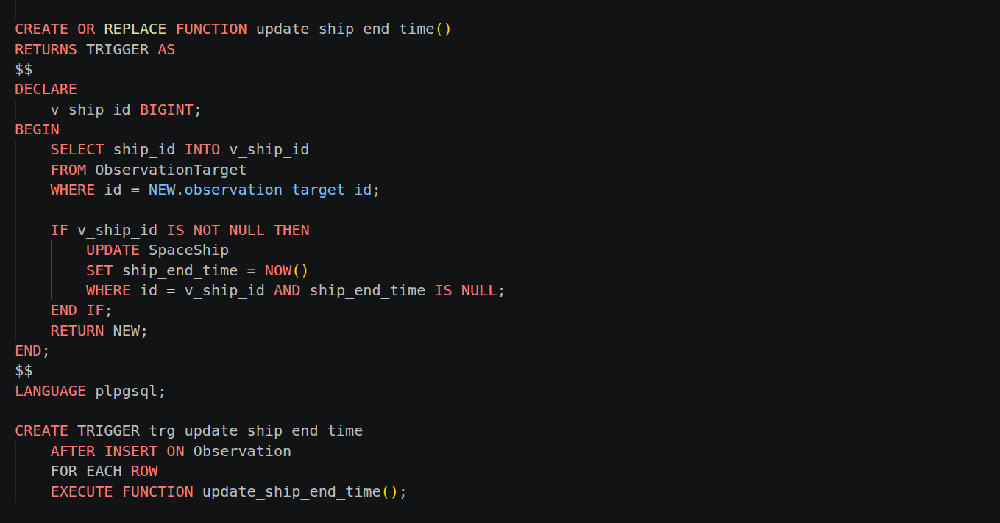 CREATE OR REPLACE FUNCTION update_ship_end_time()
RETURNS TRIGGER AS
$$
DECLARE
    v_ship_id BIGINT;
BEGIN
    SELECT ship_id INTO v_ship_id
    FROM ObservationTarget
    WHERE id = NEW.observation_target_id;

    IF v_ship_id IS NOT NULL THEN
        UPDATE SpaceShip
        SET ship_end_time = NOW()
        WHERE id = v_ship_id AND ship_end_time IS NULL;
    END IF;
    RETURN NEW;
END;
$$
LANGUAGE plpgsql;

CREATE TRIGGER trg_update_ship_end_time
    AFTER INSERT ON Observation
    FOR EACH ROW
    EXECUTE FUNCTION update_ship_end_time();